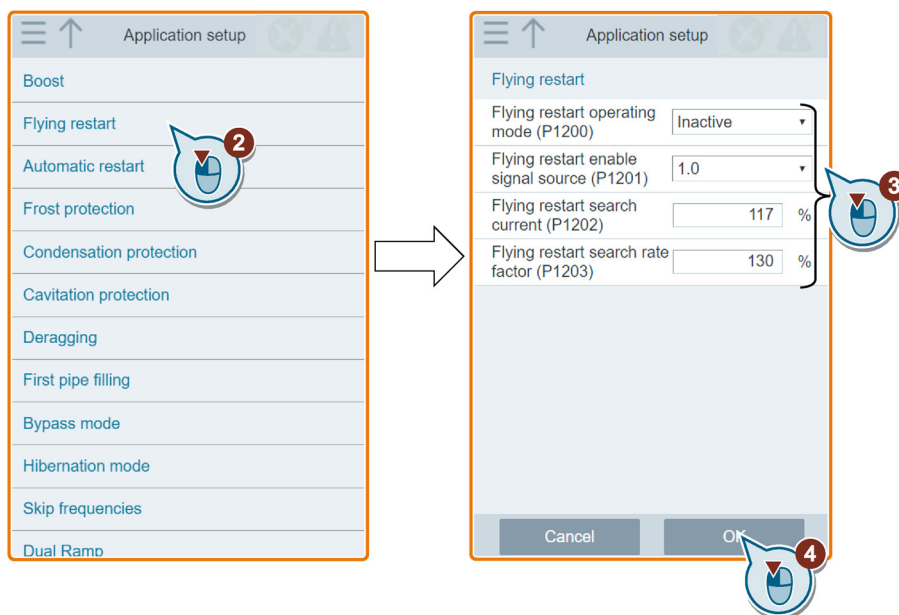 Application setup
Boost
Flying restart
2
Automatic restart
Frost protection
Condensation protection
Cavitation protection
Deragging
First pipe filling
Bypass mode
Hibernation mode
Skip frequencies
Dual Ramp
Application setup
Flying restart
Flying restart operating
mode (P1200)
Inactive
Flying restart enable
signal source (P1201)
1.0
3
Flying restart search
current (P1202)
117 %
Flying restart search rate
factor (P1203)
130 %
Cancel
OK
4